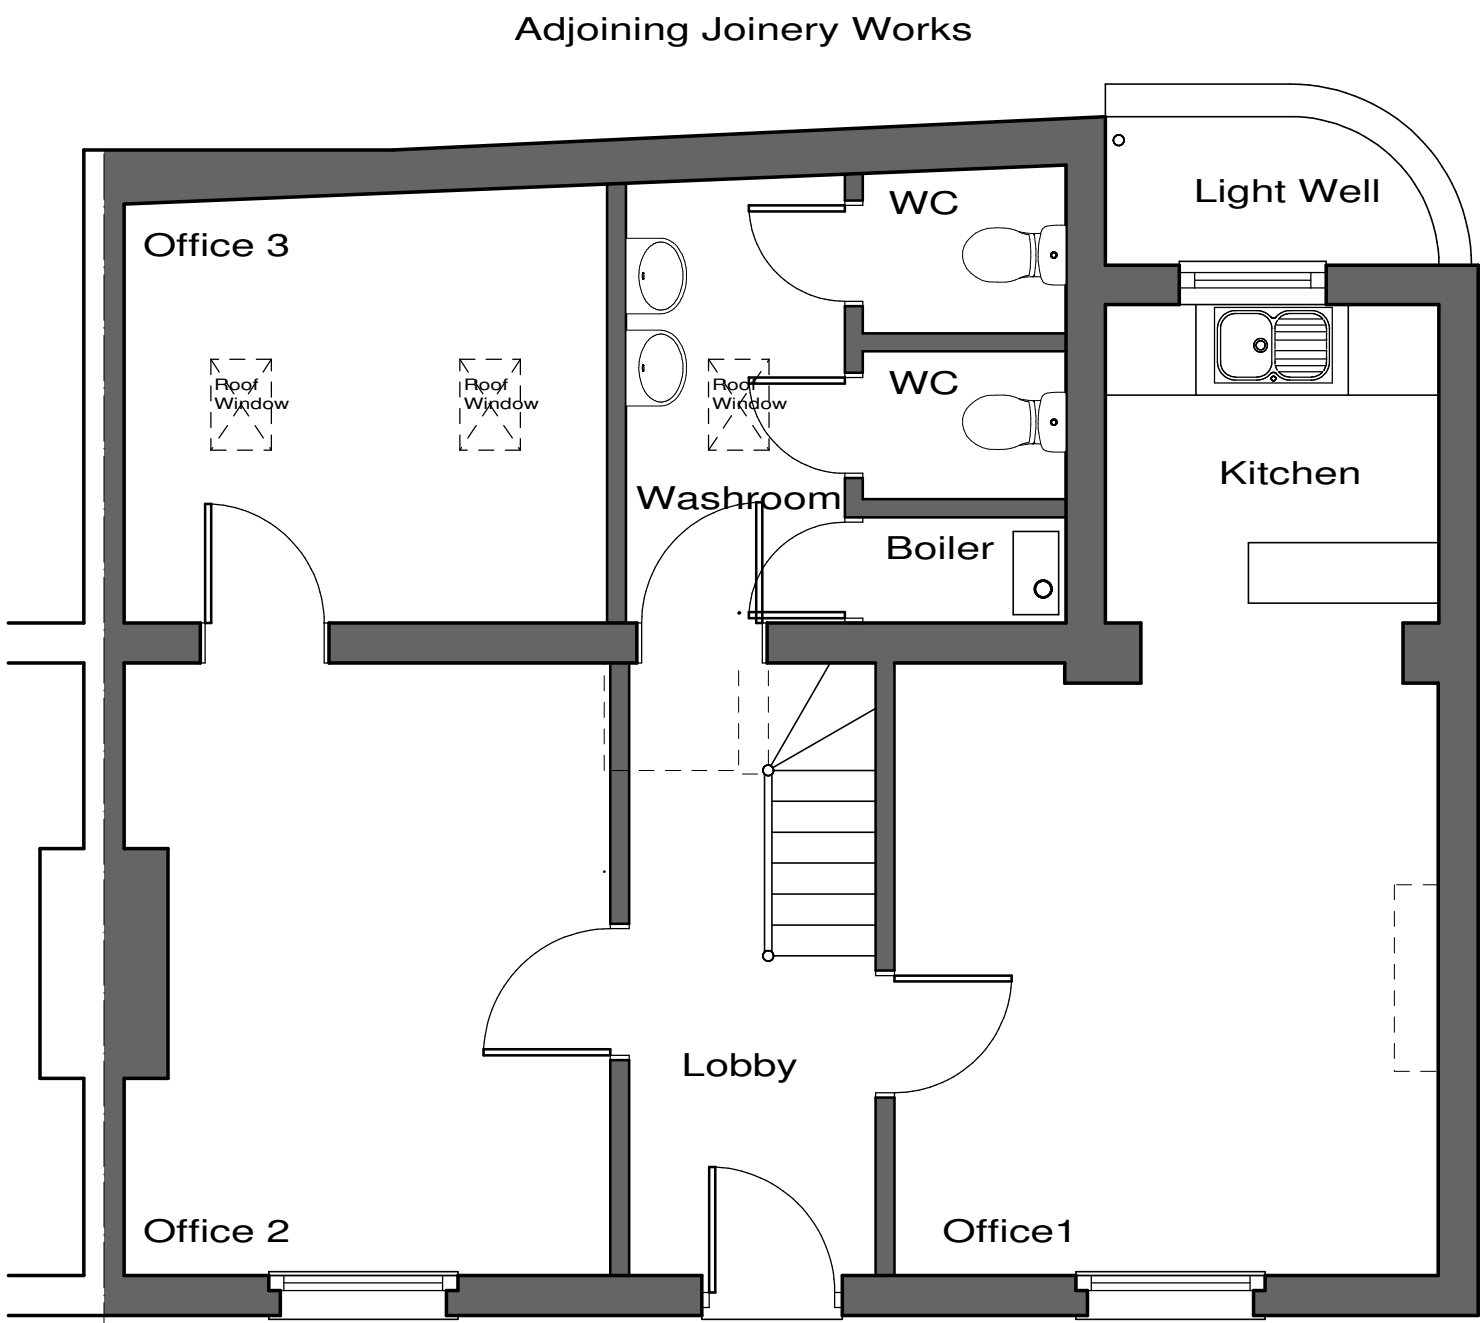 Adjoining Joinery Works
Light Well
WC
Office 3
Roof
Window
Roof
Window
Roof
Window
WC
Kitchen
Washroom
Boiler
Lobby
Office 2
Office1